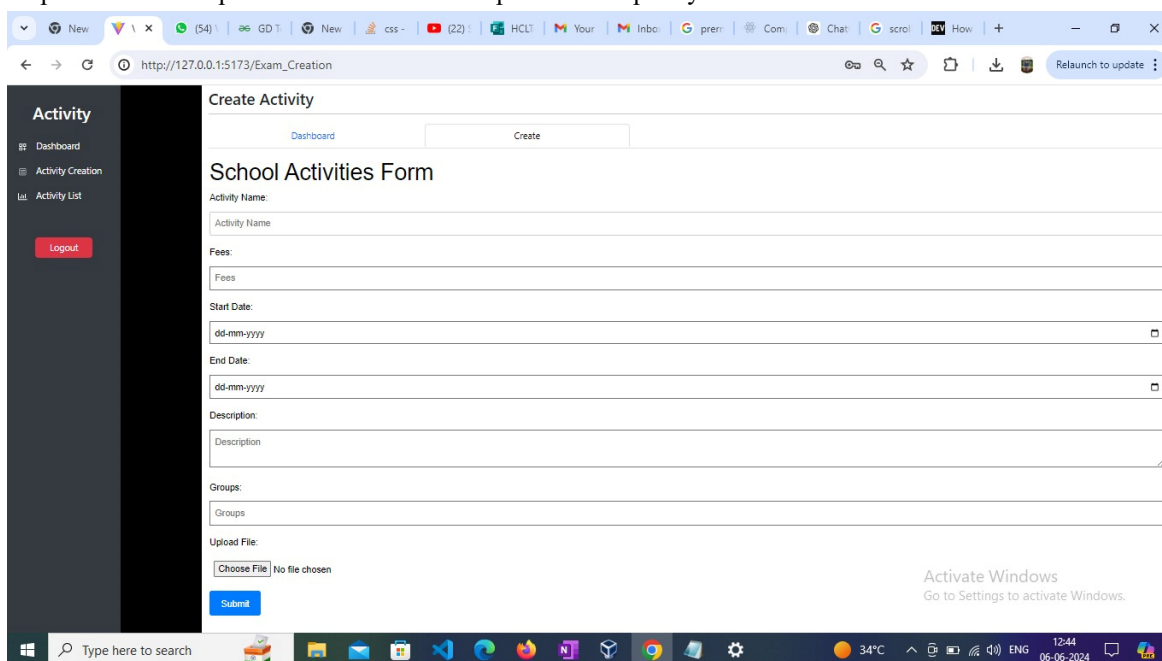 New
(54) \
GD T
New
css -
(22)
HCLT
Your
Inbo
prerr
Com
Chat
scrol
DEV How
http://127.0.0.1:5173/Exam_Creation
Relaunch to update
Activity
Dashboard
Activity Creation
Activity List
Logout
Create Activity
Dashboard Create
School Activities Form
Activity Name:
Activity Name
Fees:
Fees
Start Date:
dd-mm-yyyy
End Date:
dd-mm-yyyy
Description:
Description
Groups:
Groups
Upload File:
Choose File No file chosen
Submit
Activate Windows
Go to Settings to activate Windows.
Type here to search
34°C
ENG
12:44
06-06-2024